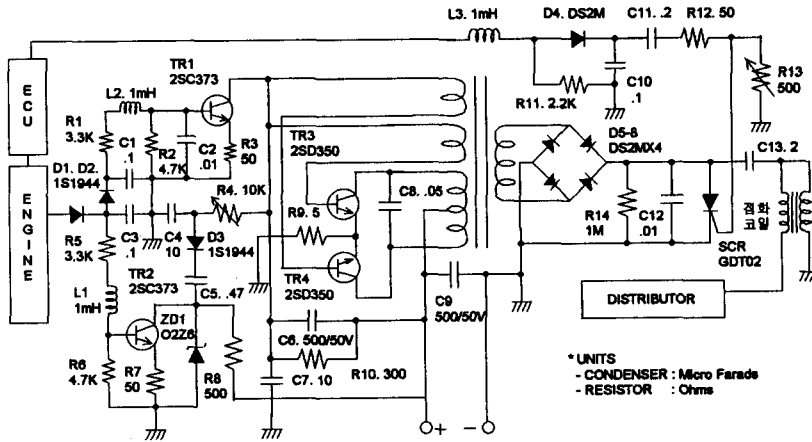 L3. 1mH
D4. DS2M
C11. .2
R12. 50
ECU
TR1
2SC373
L2. 1mH
R1
3.3K
C1
.1
R2
4.7K
C2
.01
R3
50
R11. 2.2K
C10
.1
R13
500
TR3
2SD350
D5-8
DS2MX4
D1. D2.
1S1944
R4. 10K
C8. .05
C13. 2
ENGINE
R9. 5
R14
1M
C12
.01
점화
코일
R5
3.3K
C3
.1
C4
10
D3
1S1944
TR4
2SD350
SCR
GDT02
TR2
2SC373
C5. .47
C9
500/50V
DISTRIBUTOR
L1
1mH
ZD1
O2Z6
C6. 500/50V
R6
4.7K
R7
50
R8
500
C7. 10
R10. 300
* UNITS
- CONDENSER : Micro Farads
- RESISTOR : Ohms
+ −